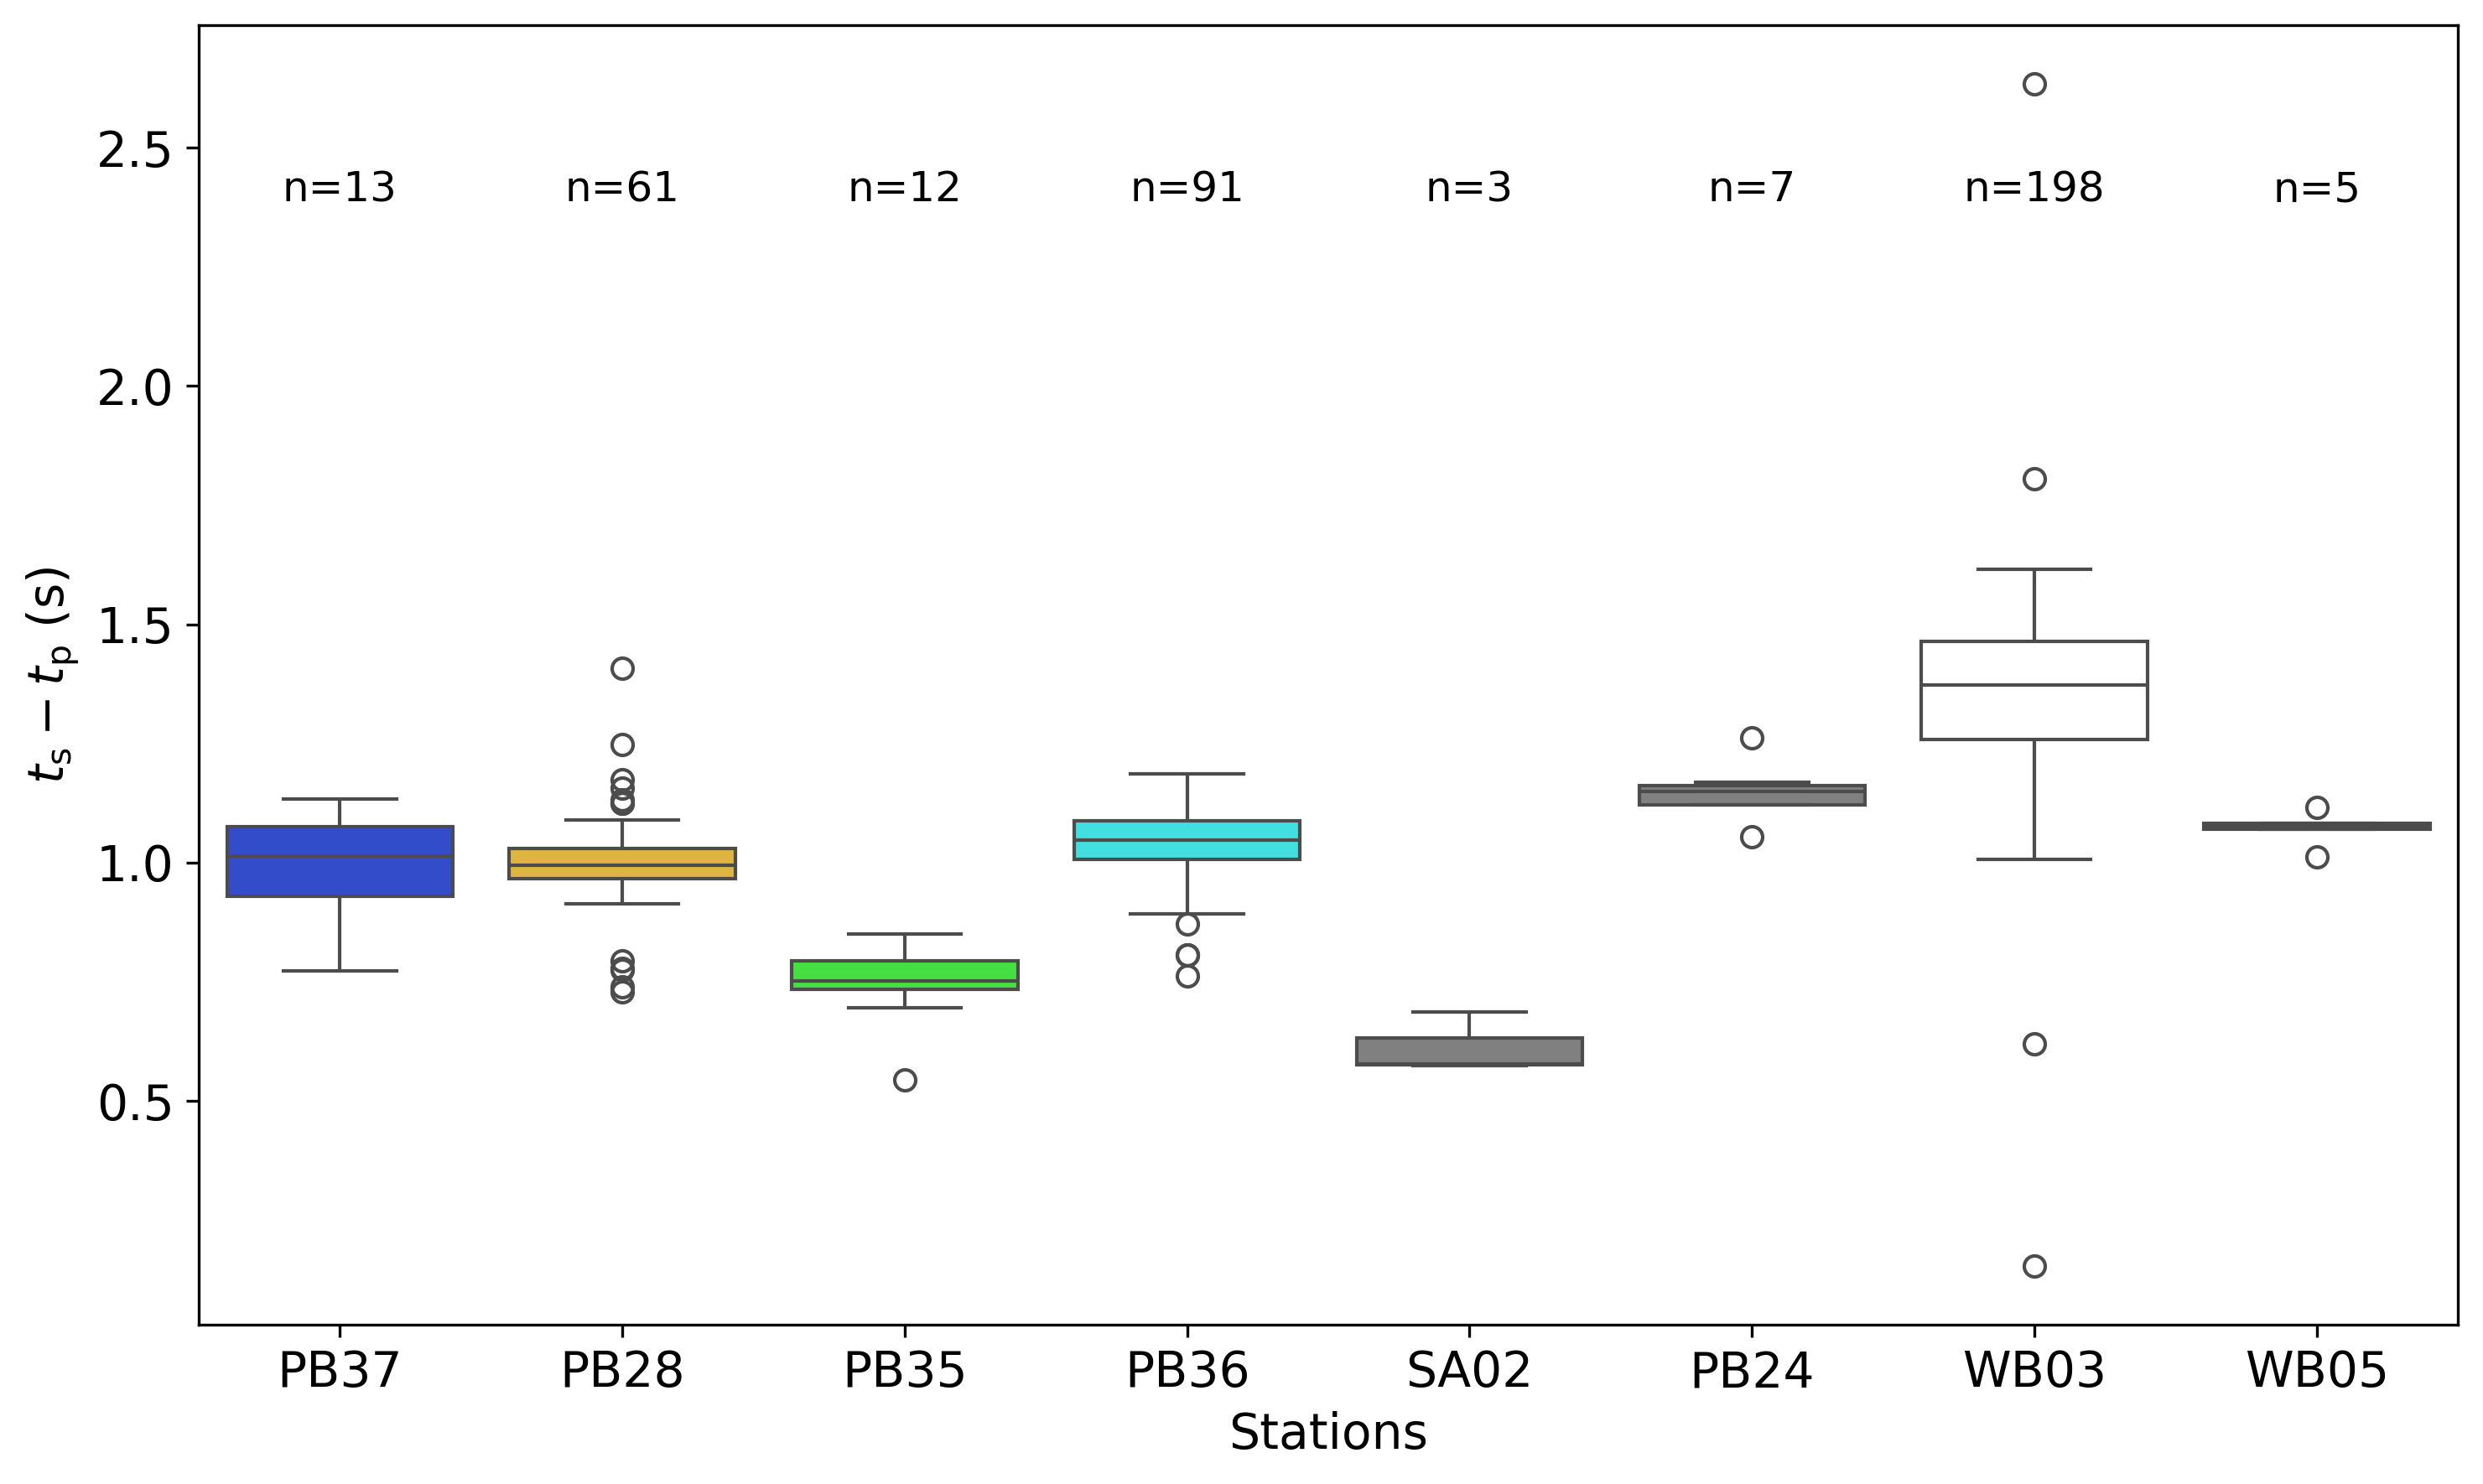 n=13 n=61 n=12 n=91 n=3 n=7 n=198 n=5
2.5
2.0
1.5
1.0
0.5
tₛ − tₚ (s)
PB37 PB28 PB35 PB36 SA02 PB24 WB03 WB05
Stations